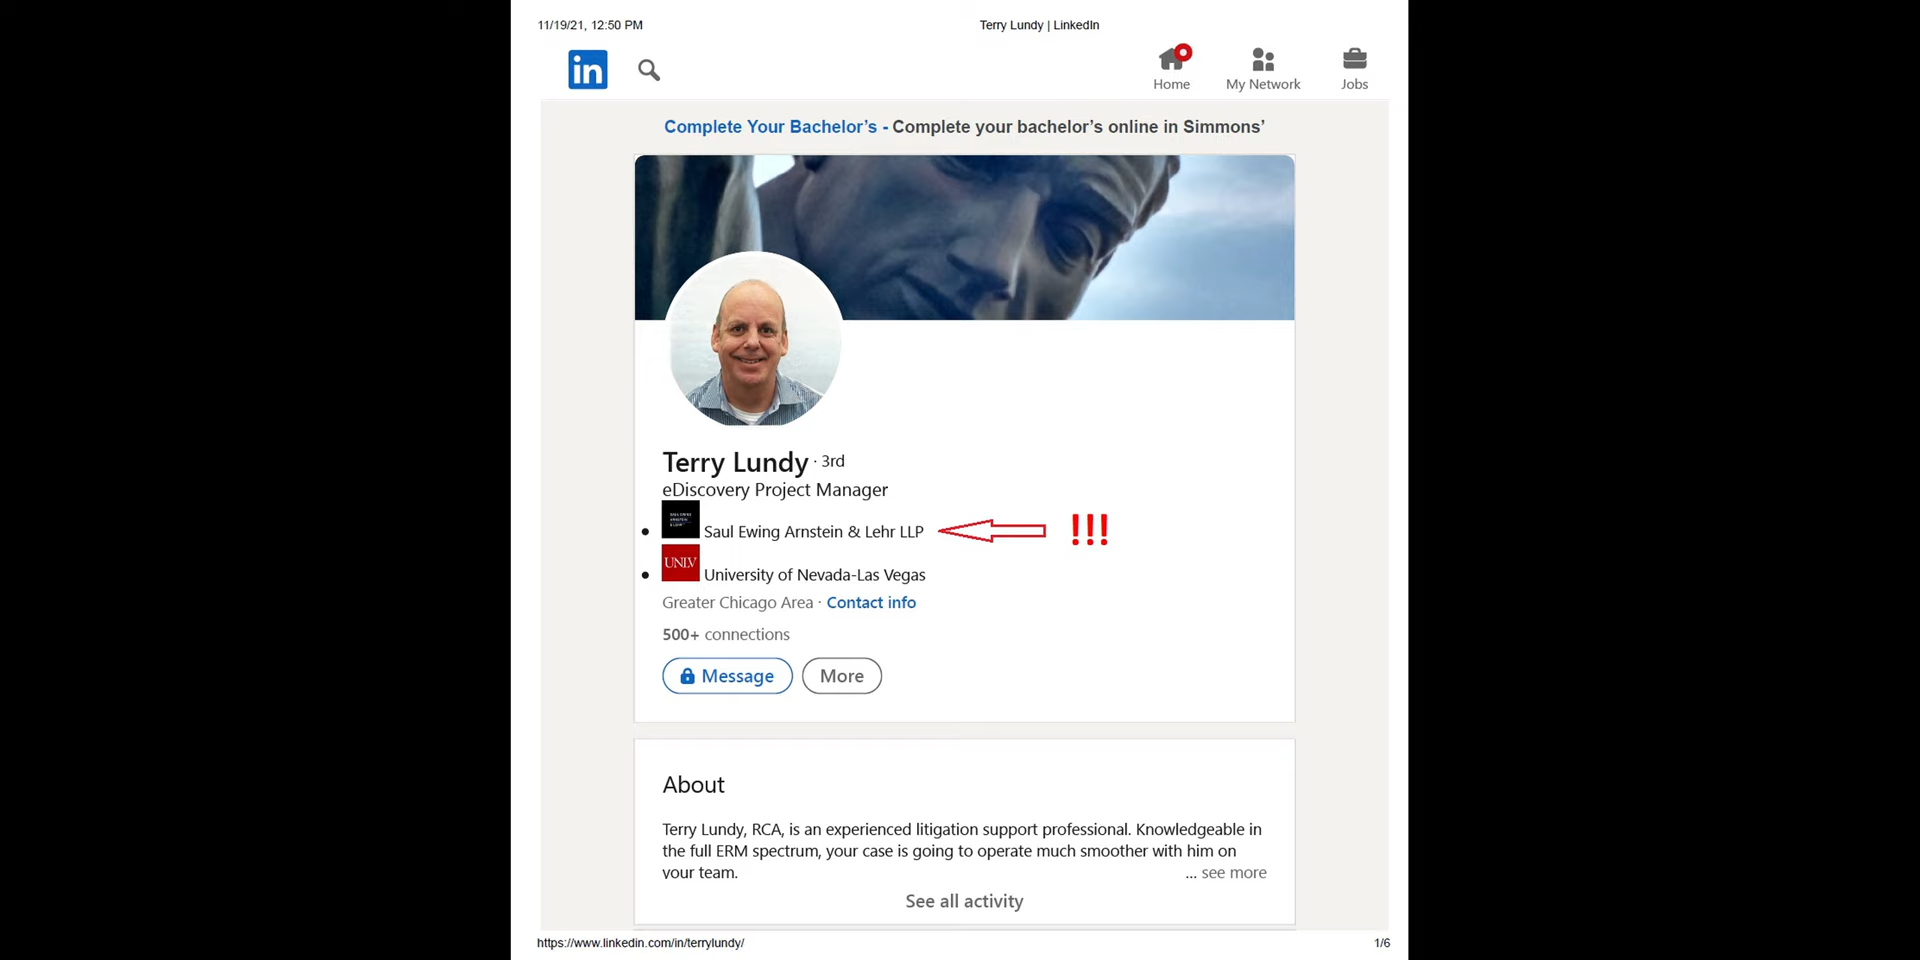 11/19/21, 12:50 PM
Terry Lundy | LinkedIn
in
Home
My Network
Jobs
Complete Your Bachelor’s - Complete your bachelor’s online in Simmons’
Terry Lundy · 3rd
eDiscovery Project Manager
SAUL EWING
ARNSTEIN
& LEHR
Saul Ewing Arnstein & Lehr LLP
!!!
UNLV
University of Nevada-Las Vegas
Greater Chicago Area · Contact info
500+ connections
Message
More
About
Terry Lundy, RCA, is an experienced litigation support professional. Knowledgeable in
the full ERM spectrum, your case is going to operate much smoother with him on
your team.
... see more
See all activity
https://www.linkedin.com/in/terrylundy/
1/6